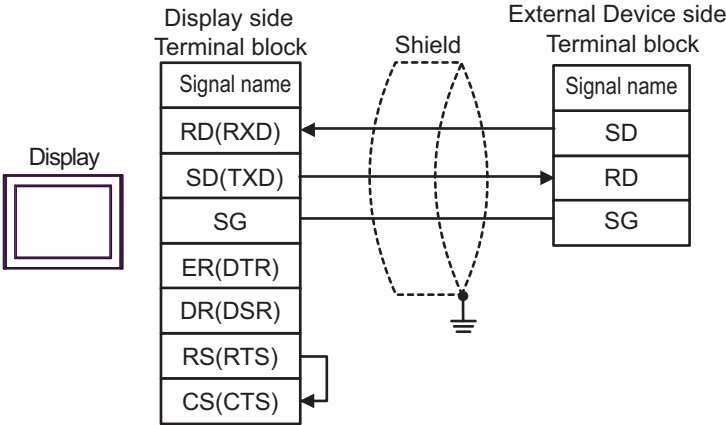 Display side
Terminal block
Shield
External Device side
Terminal block
Display
Signal name
RD(RXD)
SD(TXD)
SG
ER(DTR)
DR(DSR)
RS(RTS)
CS(CTS)
Signal name
SD
RD
SG